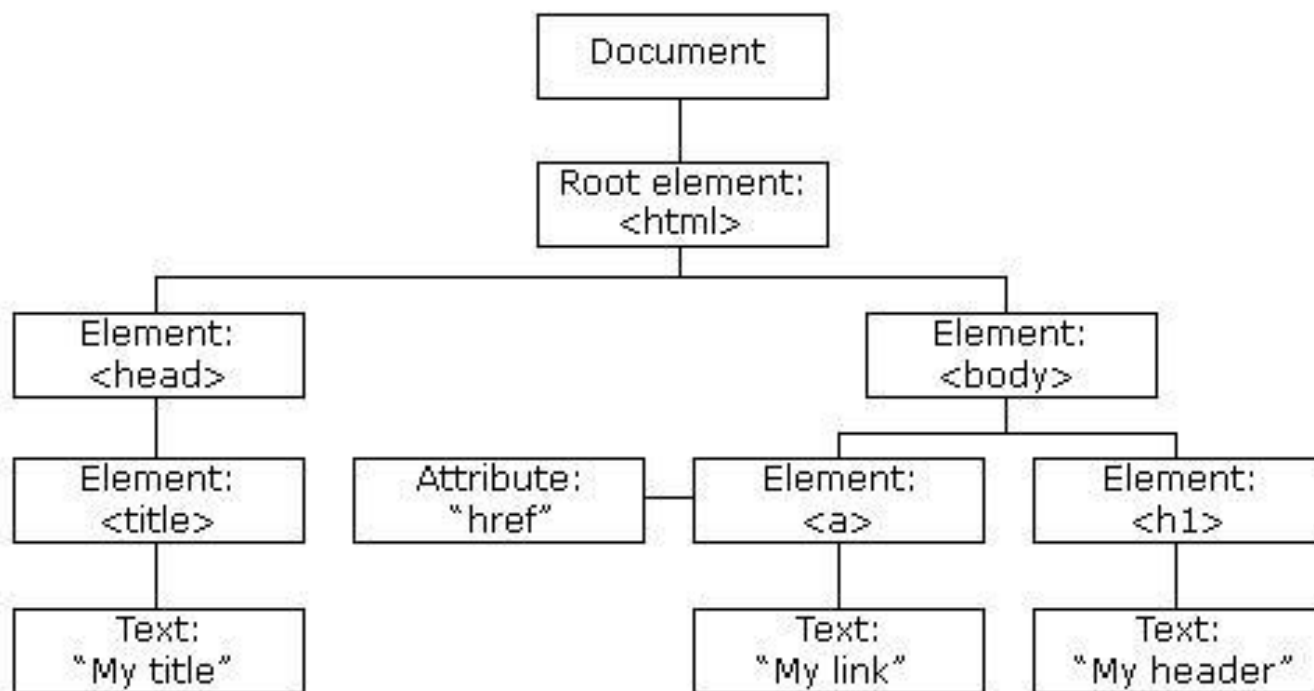 Document
Root element:
<html>
Element:
<head>
Element:
<body>
Element:
<title>
Attribute:
“href”
Element:
<a>
Element:
<h1>
Text:
“My title”
Text:
“My link”
Text:
“My header”